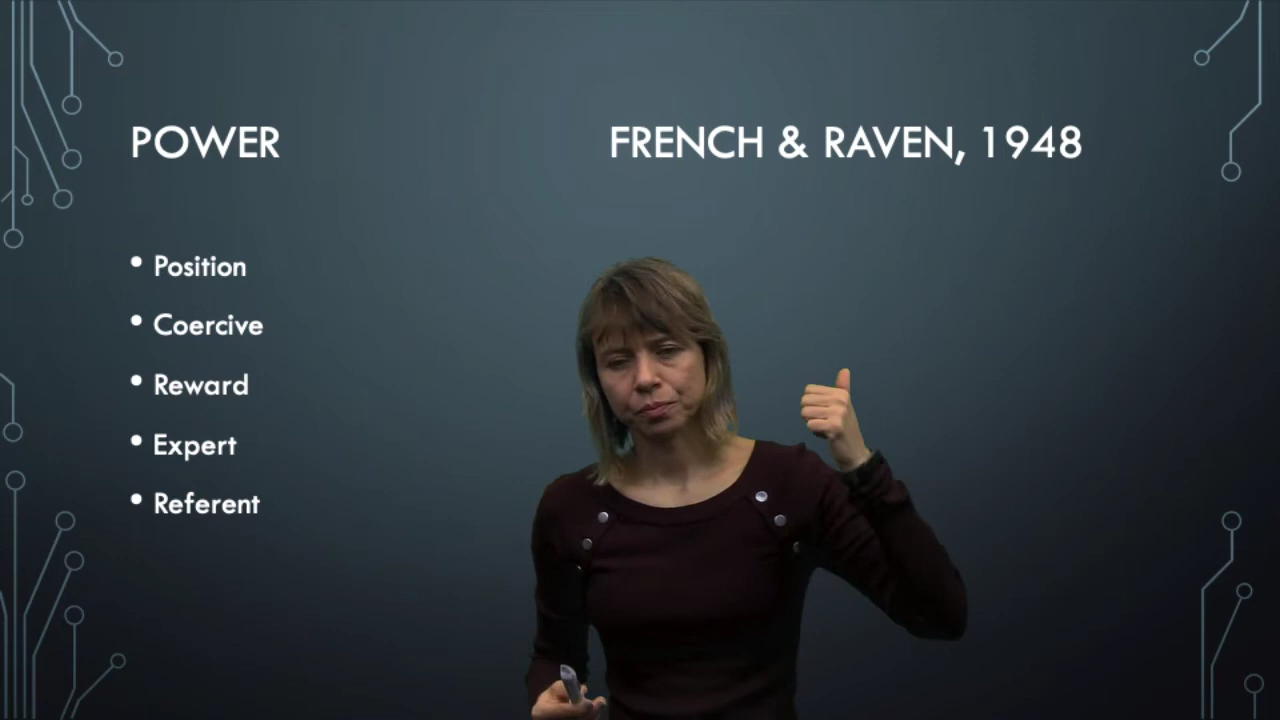 POWER
FRENCH & RAVEN, 1948
• Position
• Coercive
• Reward
• Expert
• Referent